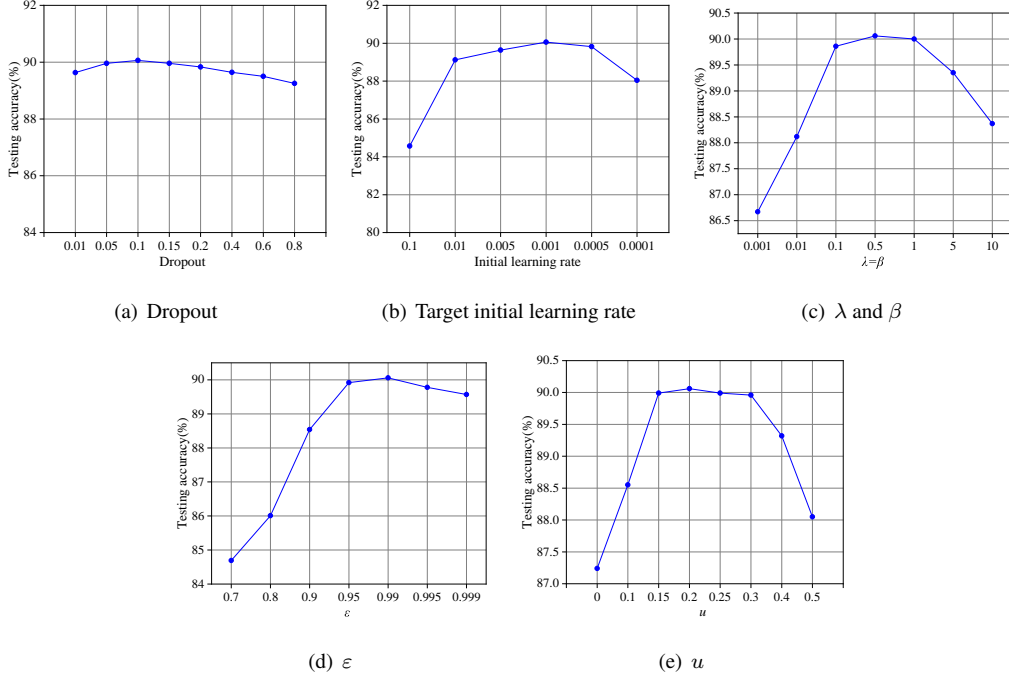 92
90
88
86
84
Testing accuracy(%)
0.01 0.05 0.1 0.15 0.2 0.4 0.6 0.8
Dropout
(a) Dropout
92
90
88
86
84
82
80
Testing accuracy(%)
0.1 0.01 0.005 0.001 0.0005 0.0001
Initial learning rate
(b) Target initial learning rate
90.5
90.0
89.5
89.0
88.5
88.0
87.5
87.0
86.5
Testing accuracy(%)
0.001 0.01 0.1 0.5 1 5 10
λ=β
(c) λ and β
90
89
88
87
86
85
84
Testing accuracy(%)
0.7 0.8 0.9 0.95 0.99 0.995 0.999
ε
(d) ε
90.5
90.0
89.5
89.0
88.5
88.0
87.5
87.0
Testing accuracy(%)
0 0.1 0.15 0.2 0.25 0.3 0.4 0.5
u
(e) u